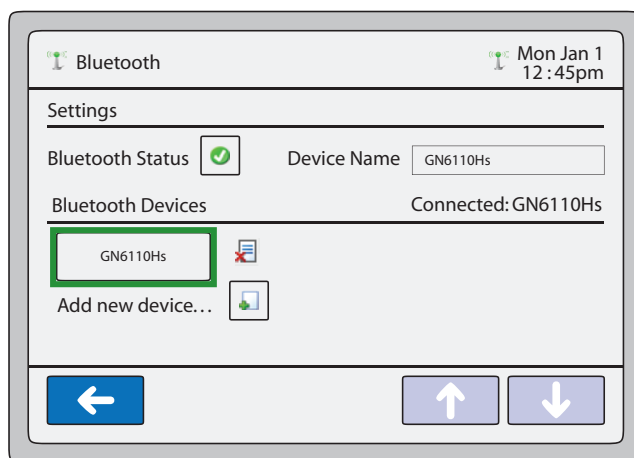 Bluetooth
Mon Jan 1
12:45pm
Settings
Bluetooth Status
Device Name
GN6110Hs
Bluetooth Devices
Connected: GN6110Hs
GN6110Hs
Add new device...